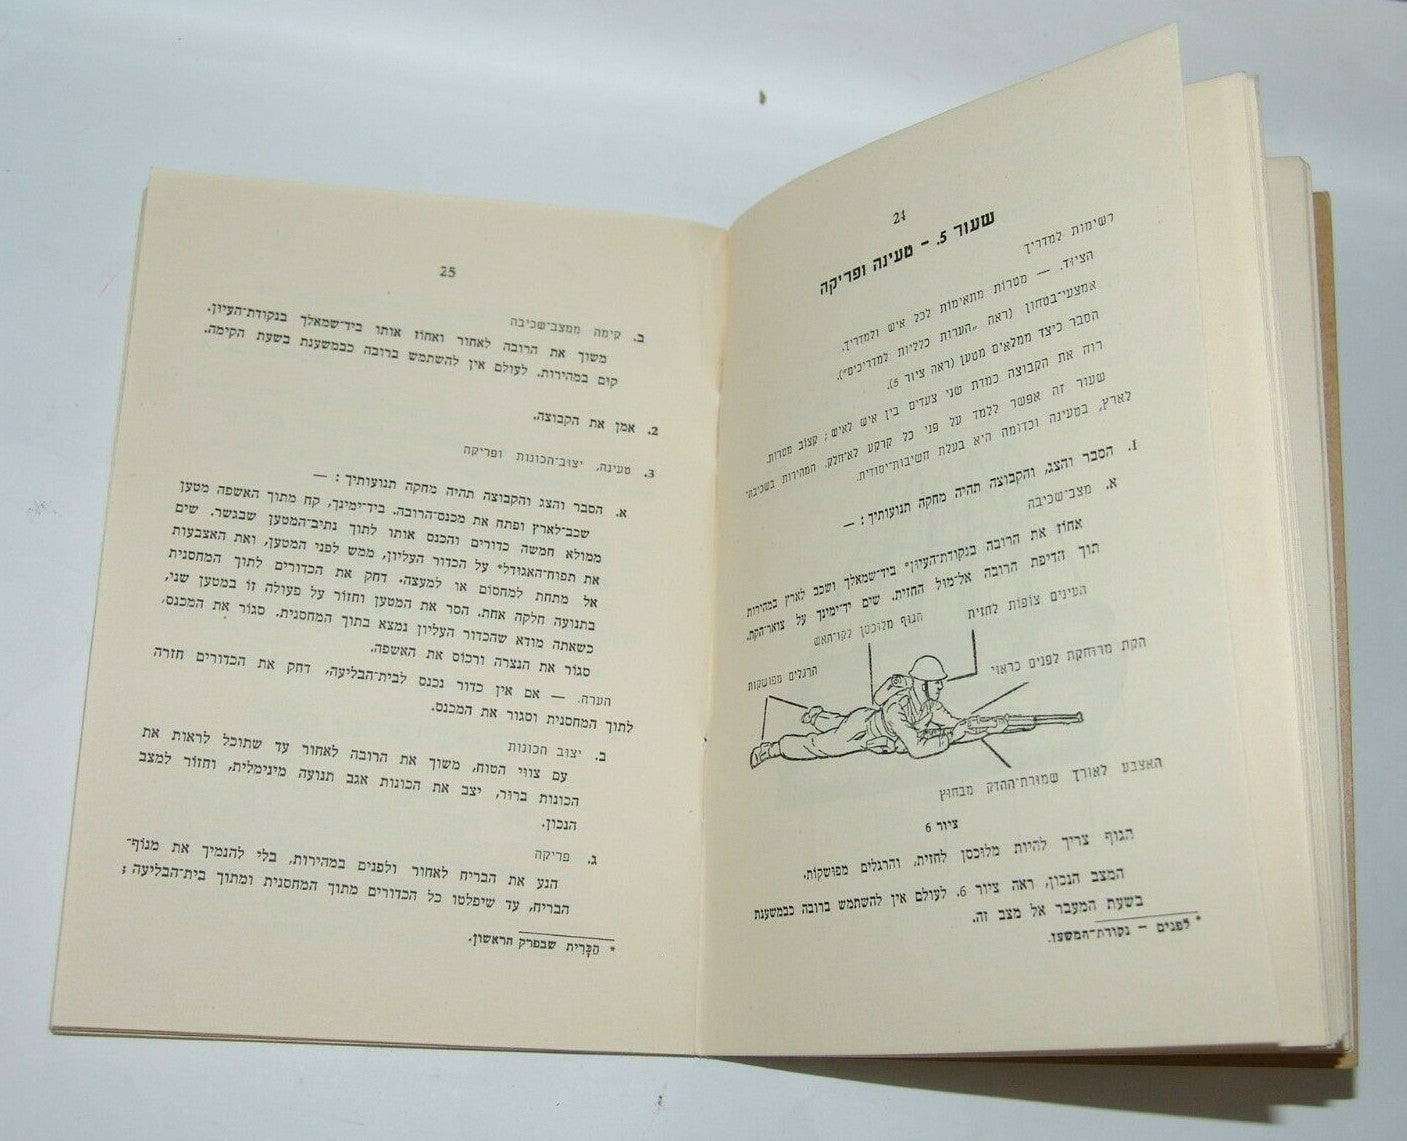 24
שעור 5. – טעינה ופריקה
רשימות למדריך
הציוד. — מטרות מתאימות לכל איש ולמדריך.
אמצעי־בטחון (ראה „הערות כלליות למדריכים").
הסבר כיצד ממלאים מטען (ראה ציור 5).
רוח את הקבוצה כמדת שני צעדים בין איש לאיש; קצוב מטרות.
שעור זה אפשר ללמד על פני כל קרקע לא־חלק. המהירות בשכיבת־
לארץ, בטעינה וכדומה היא בעלת חשיבות־יסודית.
1. הסבר והצג, והקבוצה תהיה מחקה תנועותיך: —
א. מצב־שכיבה
אחוז את הרובה בנקודת־העיון* ביד־שמאלך ושכב לארץ במהירות
תוך הדיפת הרובה אל־מול החזית. שים יד־ימינך על צואר־הקת.
העינים צופות לחזית
הגוף מלוכסן לקו־האש
הקת מרוחקת לפנים כראוי
הרגלים מפושקות
האצבע לאורך שמורת־ההדק מבחוץ
ציור 6
הגוף צריך להיות מלוכסן לחזית, והרגלים מפושקות.
המצב הנכון, ראה ציור 6. לעולם אין להשתמש ברובה כבמשענת
בשעת המעבר אל מצב זה.
* לפנים – נקודת־המשען.
25
ב. קימה ממצב־שכיבה
משוך את הרובה לאחור ואחוז אותו ביד־שמאלך בנקודת־העיון.
קום במהירות. לעולם אין להשתמש ברובה כבמשענת בשעת הקימה.
2. אמן את הקבוצה.
3. טעינה, יצוב־הכונות ופריקה
א. הסבר והצג והקבוצה תהיה מחקה תנועותיך: —
שכב־לארץ ופתח את מכנס־הרובה. ביד־ימינך, קח מתוך האשפה מטען
ממולא חמשה כדורים והכנס אותו לתוך נתיב־המטען שבגשר. שים
את תפוח־האגודל* על הכדור העליון, ממש לפני המטען, ואת האצבעות
אל מתחת למחסום או למעצה. דחק את הכדורים לתוך המחסנית
בתנועה חלקה אחת. הסר את המטען וחזור על פעולה זו במטען שני,
כשאתה מודא שהכדור העליון נמצא בתוך המחסנית. סגור את המכנס,
סגור את הנצרה ורכוס את האשפה.
הערה. — אם אין כדור נכנס לבית־הבליעה, דחק את הכדורים חזרה
לתוך המחסנית וסגור את המכנס.
ב. יצוב הכונות
עם צווי הטוח, משוך את הרובה לאחור עד שתוכל לראות את
הכונות ברור, יצב את הכונות אגב תנועה מינימלית, וחזור למצב
הנכון.
ג. פריקה
הנע את הבריח לאחור ולפנים במהירות, בלי להנמיך את מנוף־
הבריח, עד שיפלטו כל הכדורים מתוך המחסנית ומתוך בית־הבליעה;
* הכרית שבפרק הראשון.